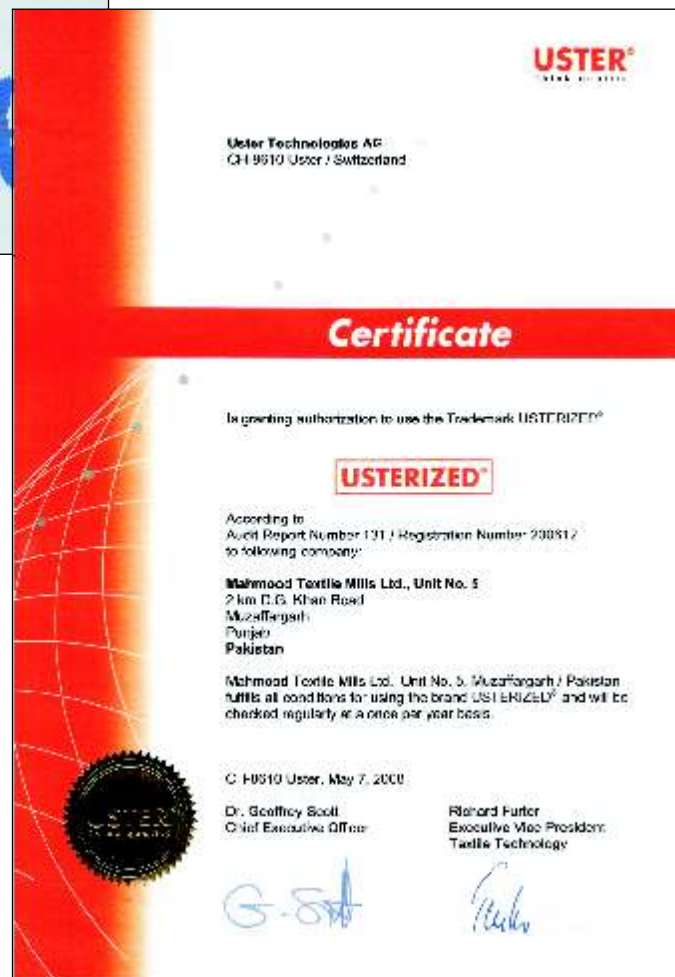 USTER®
Think quality
Uster Technologies AG
CH-8610 Uster / Switzerland
Certificate
is granting authorization to use the Trademark USTERIZED®
USTERIZED®
According to
Audit Report Number 131 / Registration Number
to following company:
Mahmood Textile Mills Ltd., Unit No. 5
2 km D.G. Khan Road
Muzaffargarh
Punjab
Pakistan
Mahmood Textile Mills Ltd. Unit No. 5, Muzaffargarh / Pakistan
fulfills all conditions for using the brand USTERIZED® and will be
checked regularly at a once per year basis.
CH-8610 Uster, May 7, 2008
Dr. Geoffrey Scott
Chief Executive Officer
Richard Furter
Executive Vice President
Textile Technology
USTER